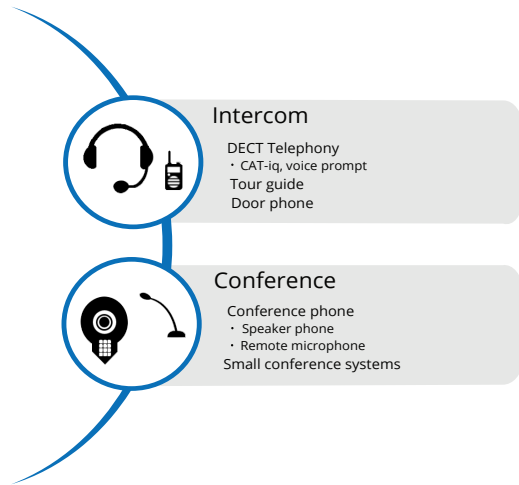 Intercom
DECT Telephony
· CAT-iq, voice prompt
Tour guide
Door phone
Conference
Conference phone
· Speaker phone
· Remote microphone
Small conference systems